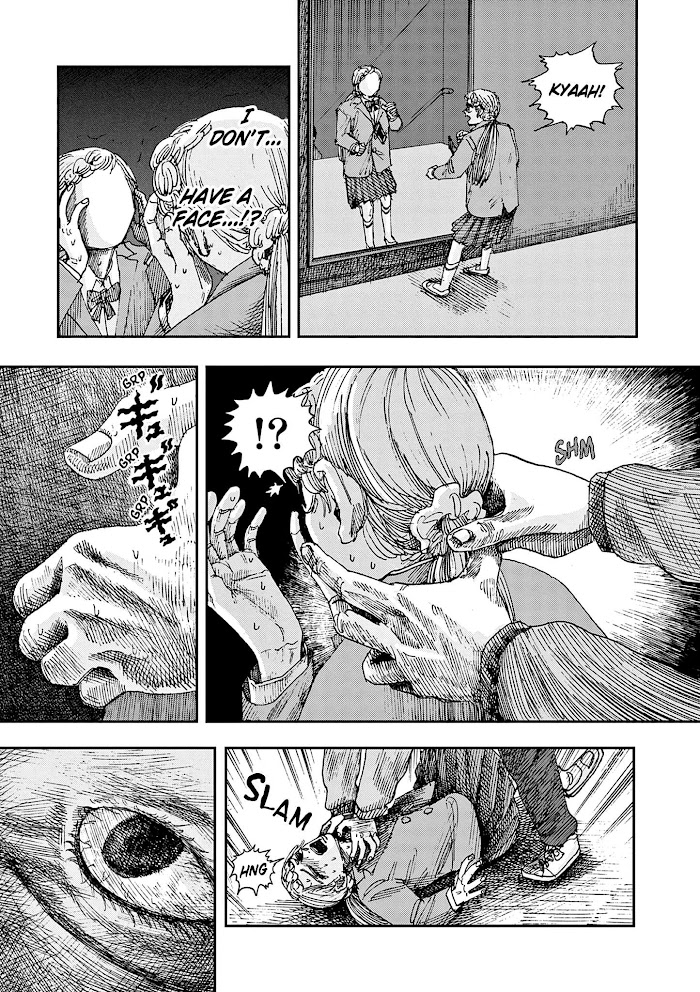 KYAAH!
I
DON'T...
HAVE A
FACE...!?
SHM
!?
GRP
ギュ
GRP
ギュ
GRP
ギュ
SLAM
HNG